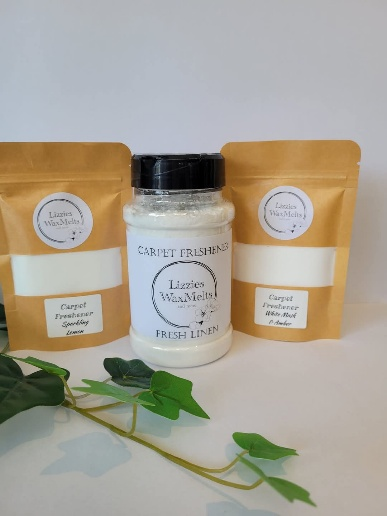 Lizzies
WaxMelts
Carpet
Freshener
Sparkling
Lemon
CARPET FRESHENER
Lizzies
WaxMelts
FRESH LINEN
Lizzies
WaxMelts
Carpet
Freshener
White Musk
& Amber